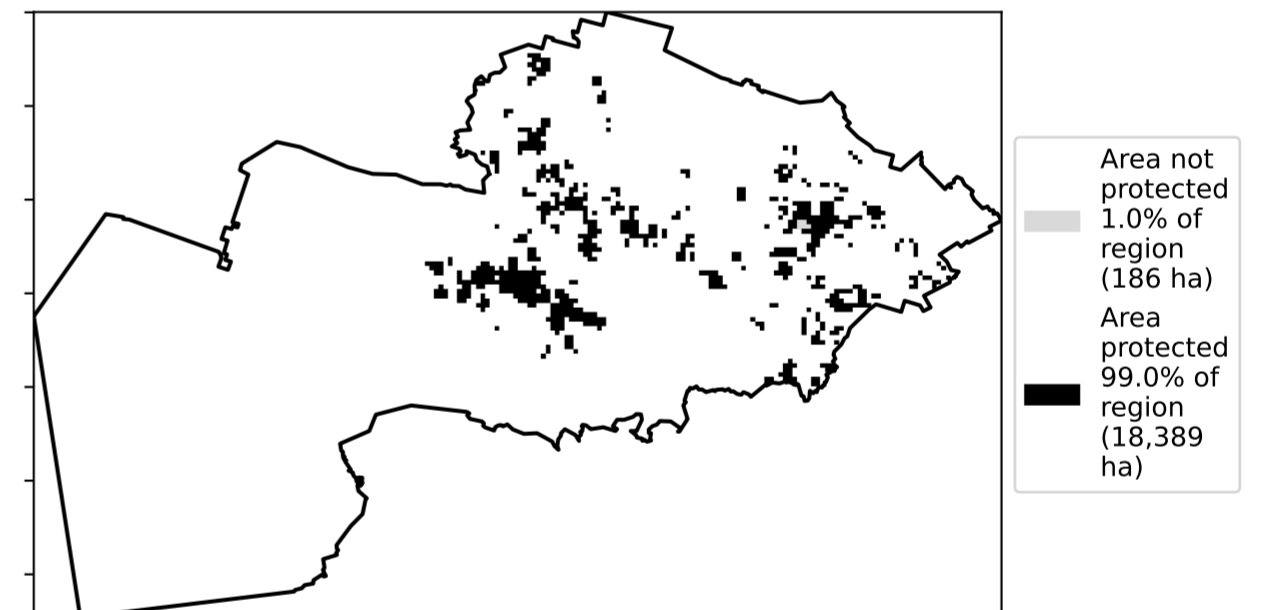 Area not
protected
1.0% of
region
(186 ha)
Area
protected
99.0% of
region
(18,389
ha)